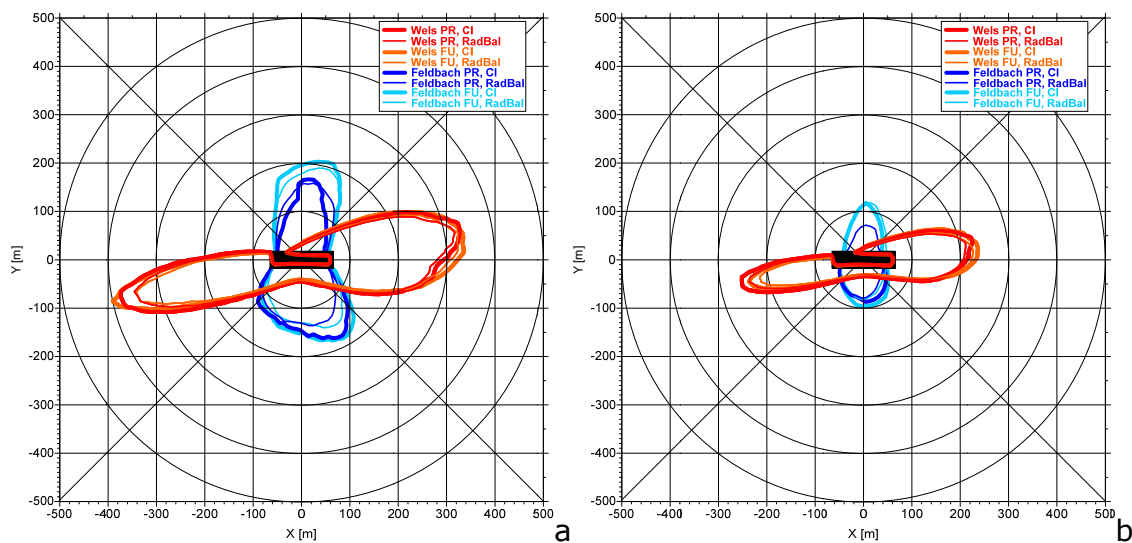 500
400
300
200
100
0
-100
-200
-300
-400
-500
Y [m]
-500 -400 -300 -200 -100 0 100 200 300 400 500
X [m]
Wels PR, CI
Wels PR, RadBal
Wels FU, CI
Wels FU, RadBal
Feldbach PR, CI
Feldbach PR, RadBal
Feldbach FU, CI
Feldbach FU, RadBal
a
500
400
300
200
100
0
-100
-200
-300
-400
-500
Y [m]
-500 -400 -300 -200 -100 0 100 200 300 400 500
X [m]
Wels PR, CI
Wels PR, RadBal
Wels FU, CI
Wels FU, RadBal
Feldbach PR, CI
Feldbach PR, RadBal
Feldbach FU, CI
Feldbach FU, RadBal
b